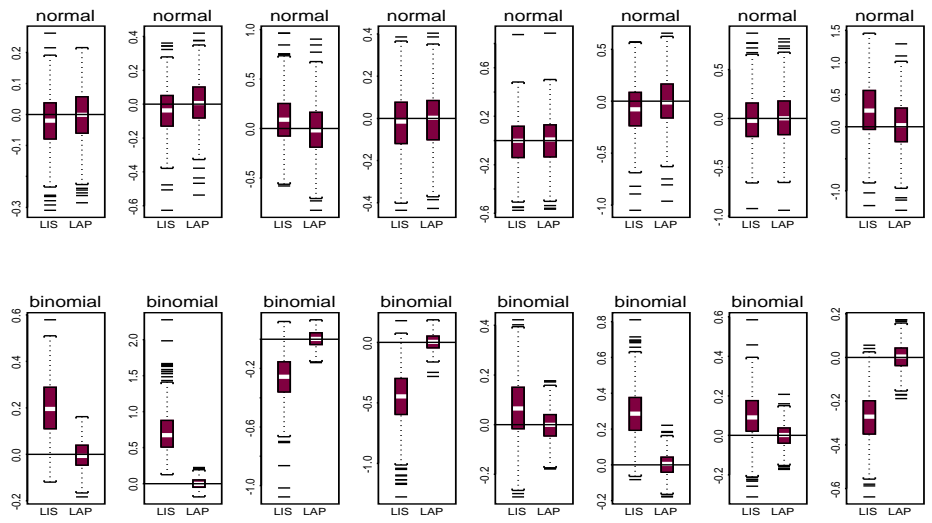 normal normal normal normal normal normal normal normal
0.2 0.4 1.0 0.4 0.8 0.5 0.8 1.5
0.1 0.2 0.5 0.2 0.6 0.0 0.5 1.0
0.0 0.0 0.0 0.0 0.2 -0.5 0.0 0.0
-0.1 -0.2 -0.5 -0.2 -0.2 -1.0 -0.5 -1.0
-0.3 -0.6 -0.4 -0.6 -1.0
LIS LAP LIS LAP LIS LAP LIS LAP LIS LAP LIS LAP LIS LAP LIS LAP
binomial binomial binomial binomial binomial binomial binomial binomial
0.6 2.0 -0.2 0.0 0.4 0.8 0.6 0.2
0.4 1.5 -0.6 -0.5 0.2 0.6 0.4 0.0
0.2 1.0 -1.0 -1.0 0.0 0.4 0.2 -0.2
0.0 0.5 -0.2 0.2 0.0 -0.4
-0.2 0.0 0.0 -0.2 -0.6
-0.2
LIS LAP LIS LAP LIS LAP LIS LAP LIS LAP LIS LAP LIS LAP LIS LAP